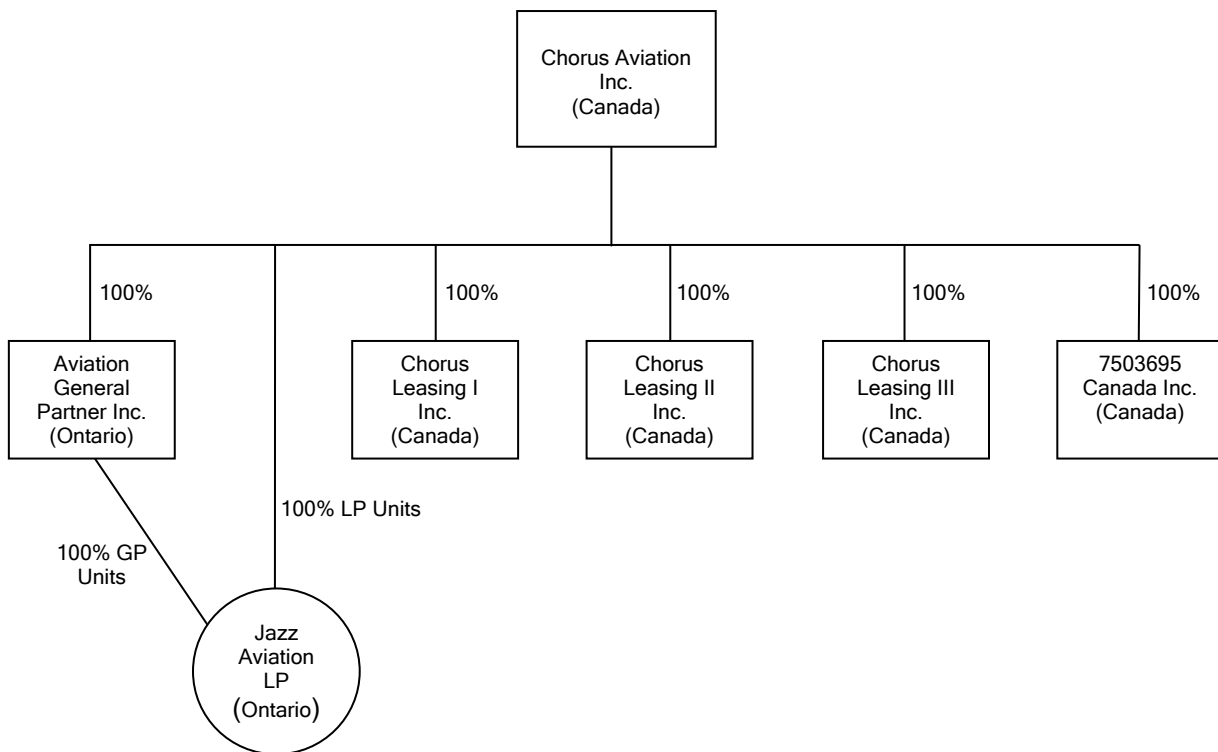 Chorus Aviation
Inc.
(Canada)
100%
100%
100%
100%
100%
Aviation
General
Partner Inc.
(Ontario)
Chorus
Leasing I
Inc.
(Canada)
Chorus
Leasing II
Inc.
(Canada)
Chorus
Leasing III
Inc.
(Canada)
7503695
Canada Inc.
(Canada)
100% LP Units
100% GP
Units
Jazz
Aviation
LP
(Ontario)